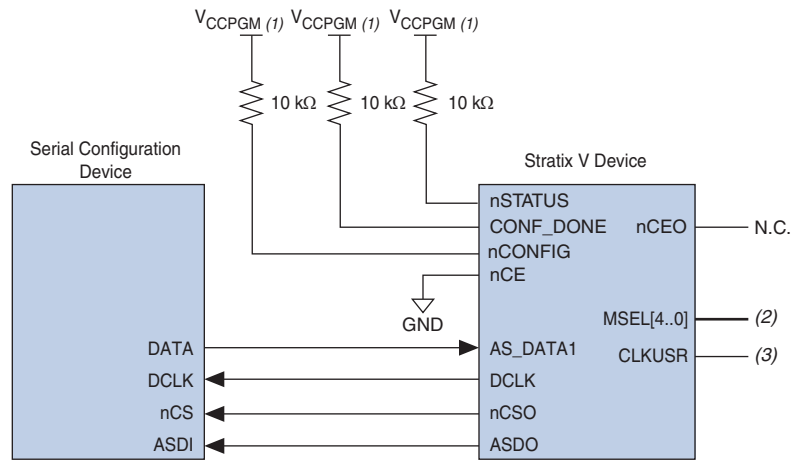 VCCPGM (1) VCCPGM (1) VCCPGM (1)
10 kΩ 10 kΩ 10 kΩ
Serial Configuration
Device
Stratix V Device
nSTATUS
CONF_DONE nCEO N.C.
nCONFIG
nCE
GND
MSEL[4..0] (2)
DATA AS_DATA1 CLKUSR (3)
DCLK DCLK
nCS nCSO
ASDI ASDO